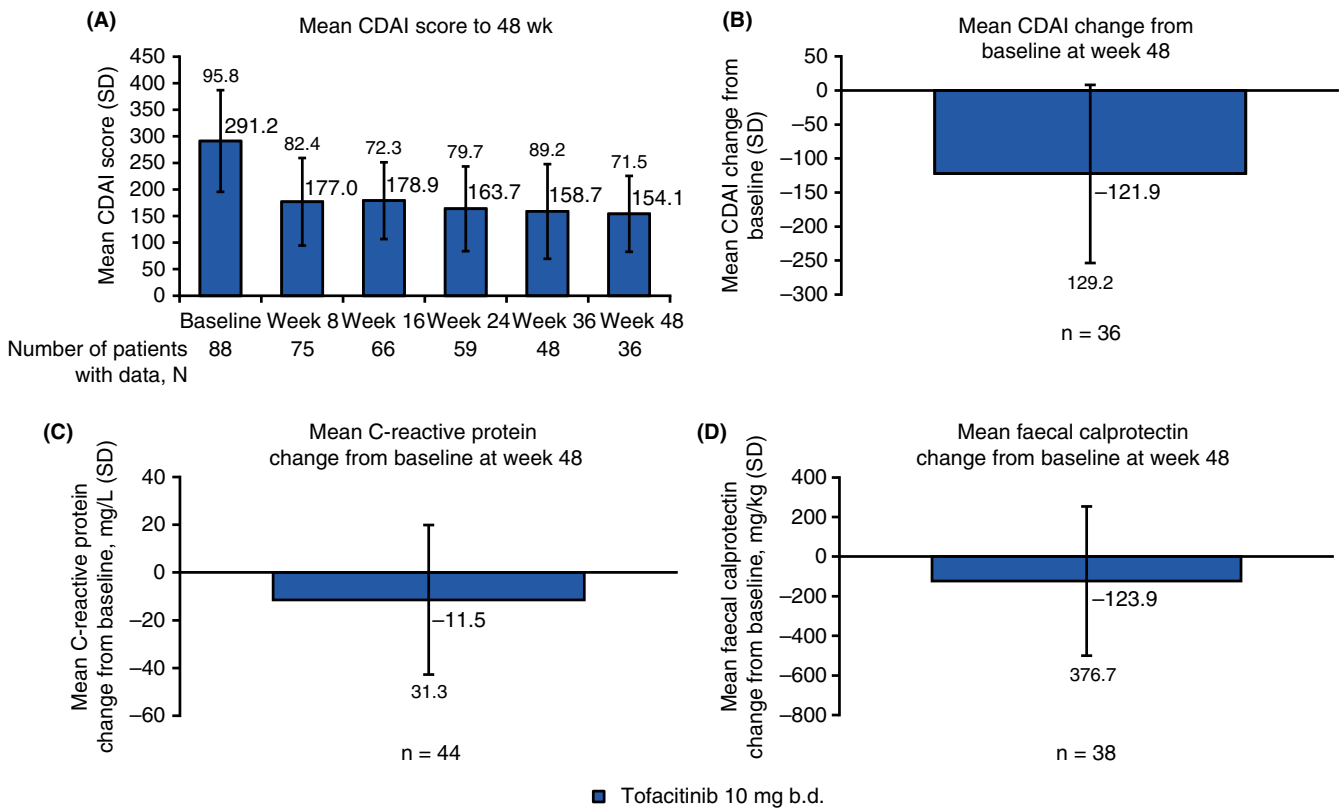 (A)
Mean CDAI score to 48 wk
Mean CDAI score (SD)
450
400
350
300
250
200
150
100
50
0
95.8
291.2
82.4
177.0
72.3
178.9
79.7
163.7
89.2
158.7
71.5
154.1
Baseline Week 8 Week 16 Week 24 Week 36 Week 48
Number of patients with data, N
88 75 66 59 48 36
(B)
Mean CDAI change from
baseline at week 48
Mean CDAI change from
baseline (SD)
50
0
−50
−100
−150
−200
−250
−300
−121.9
129.2
n = 36
(C)
Mean C-reactive protein
change from baseline at week 48
Mean C-reactive protein
change from baseline, mg/L (SD)
40
20
0
−20
−40
−60
−11.5
31.3
n = 44
(D)
Mean faecal calprotectin
change from baseline at week 48
Mean faecal calprotectin
change from baseline, mg/kg (SD)
400
200
0
−200
−400
−600
−800
−123.9
376.7
n = 38
Tofacitinib 10 mg b.d.